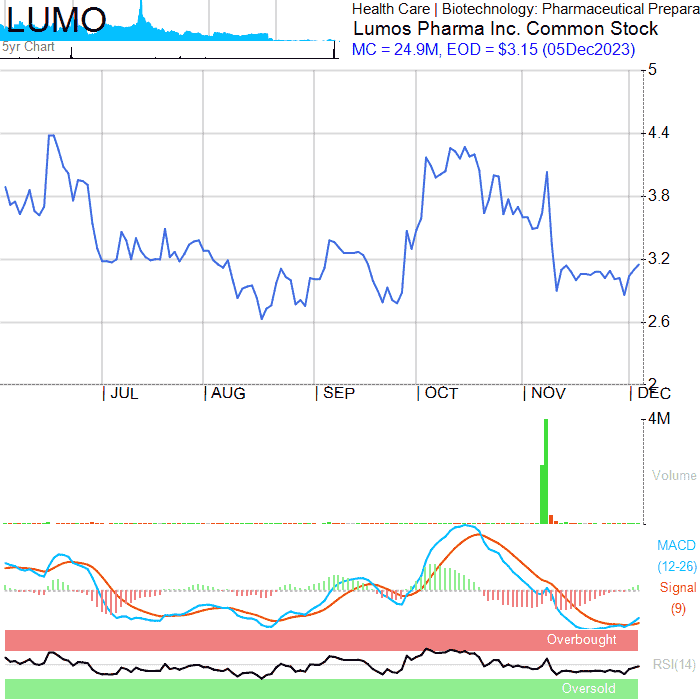 LUMO
5yr Chart
Health Care | Biotechnology: Pharmaceutical Prepara
Lumos Pharma Inc. Common Stock
MC = 24.9M, EOD = $3.15 (05Dec2023)
5
4.4
3.8
3.2
2.6
2
| JUL | AUG | SEP | OCT | NOV | DEC
4M
Volume
MACD
(12-26)
Signal
(9)
Overbought
RSI(14)
Oversold